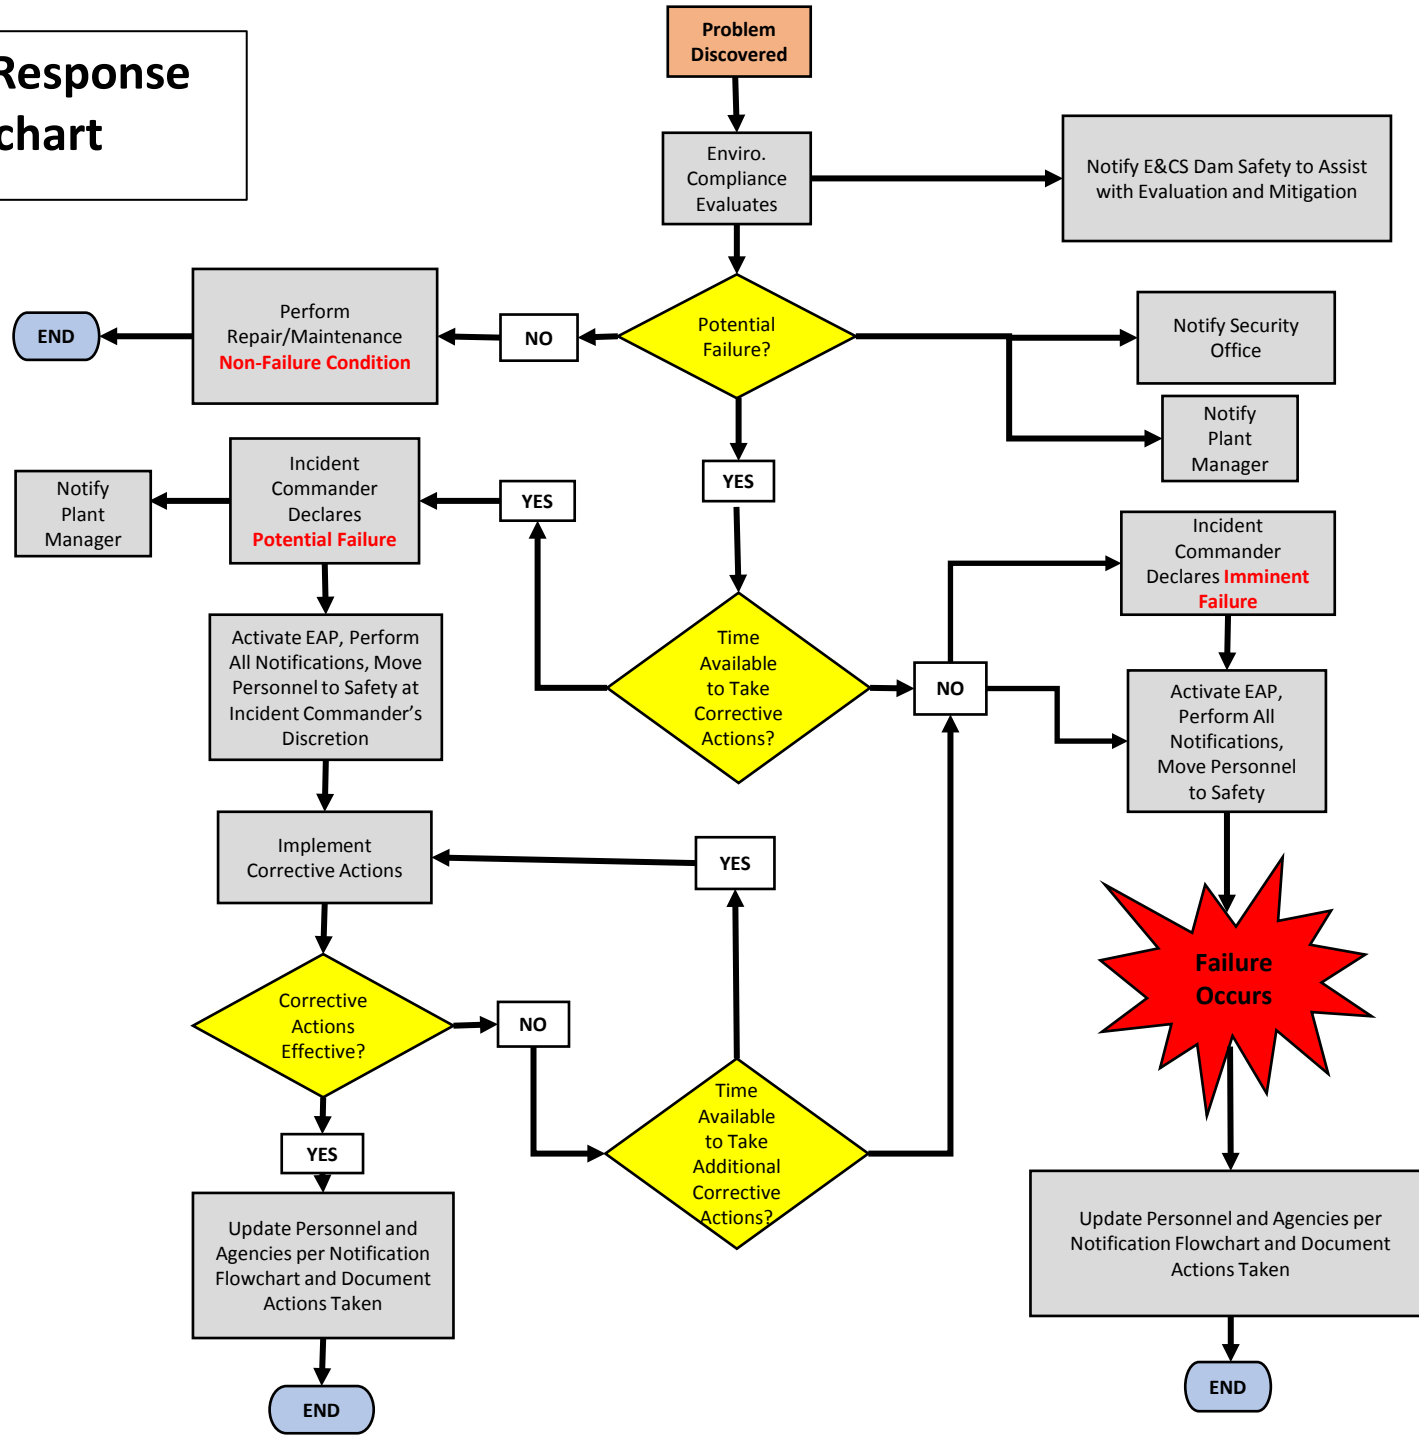 Response
chart
Problem
Discovered
Enviro.
Compliance
Evaluates
Notify E&CS Dam Safety to Assist
with Evaluation and Mitigation
END
Perform
Repair/Maintenance
Non-Failure Condition
NO
Potential
Failure?
Notify Security
Office
Notify
Plant
Manager
Notify
Plant
Manager
Incident
Commander
Declares
Potential Failure
YES
YES
Incident
Commander
Declares Imminent
Failure
Activate EAP, Perform
All Notifications, Move
Personnel to Safety at
Incident Commander's
Discretion
Time
Available
to Take
Corrective
Actions?
NO
Activate EAP,
Perform All
Notifications,
Move Personnel
to Safety
Implement
Corrective Actions
YES
Failure
Occurs
Corrective
Actions
Effective?
NO
Time
Available
to Take
Additional
Corrective
Actions?
YES
Update Personnel and
Agencies per Notification
Flowchart and Document
Actions Taken
Update Personnel and Agencies per
Notification Flowchart and Document
Actions Taken
END
END